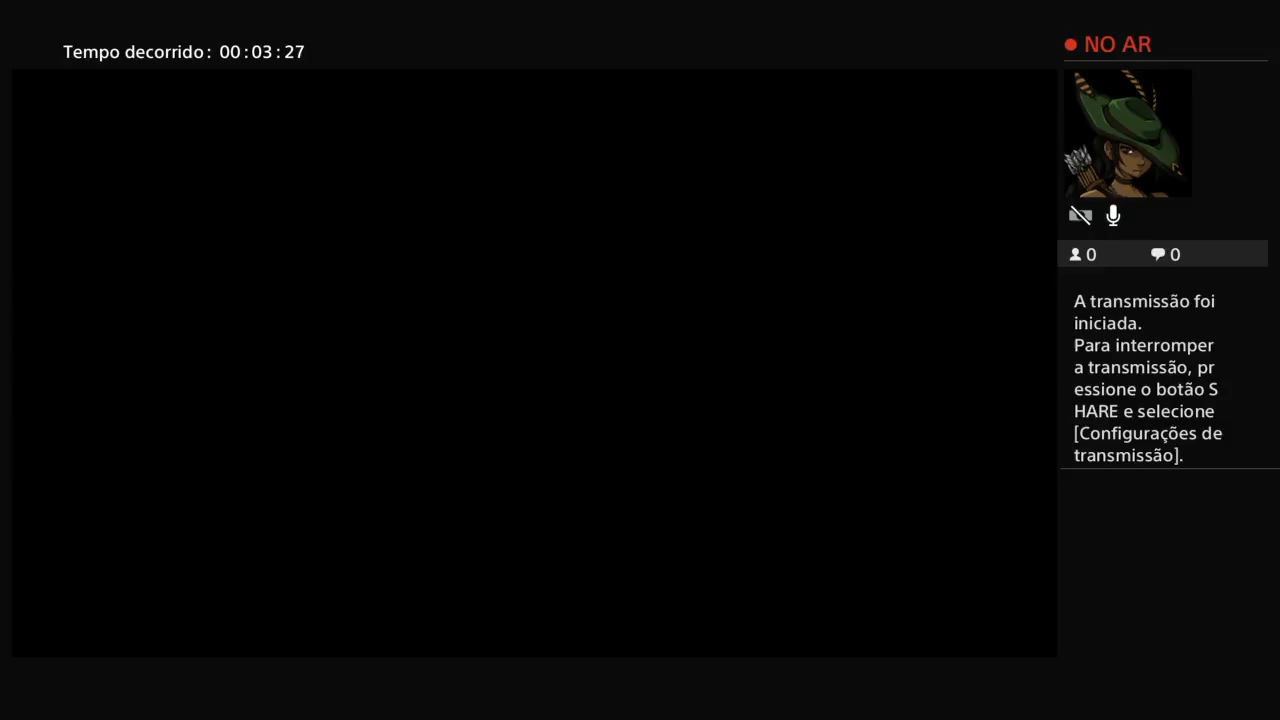 Tempo decorrido: 00:03:27
NO AR
0 0
A transmissão foi
iniciada.
Para interromper
a transmissão, pr
essione o botão S
HARE e selecione
[Configurações de
transmissão].